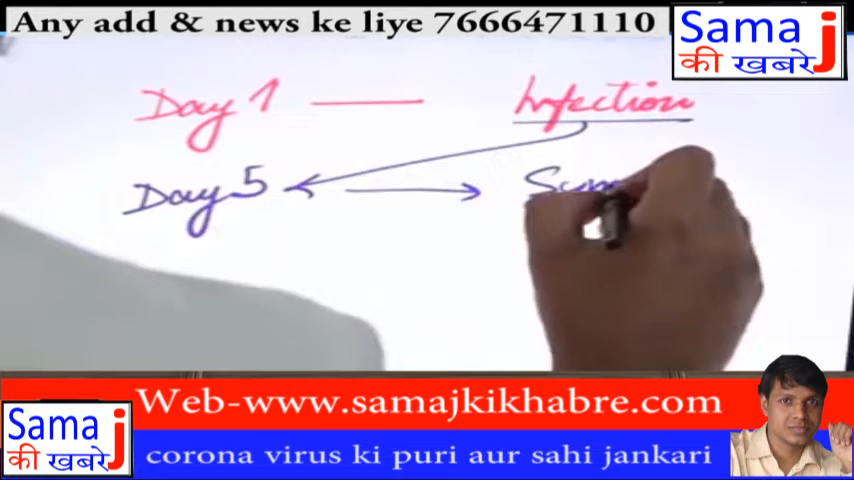 Any add & news ke liye 7666471110
Sama j
की खबरे
Day 1 — Infection
Day 5 → Sym
Web-www.samajkikhabre.com
Sama j
की खबरे
corona virus ki puri aur sahi jankari